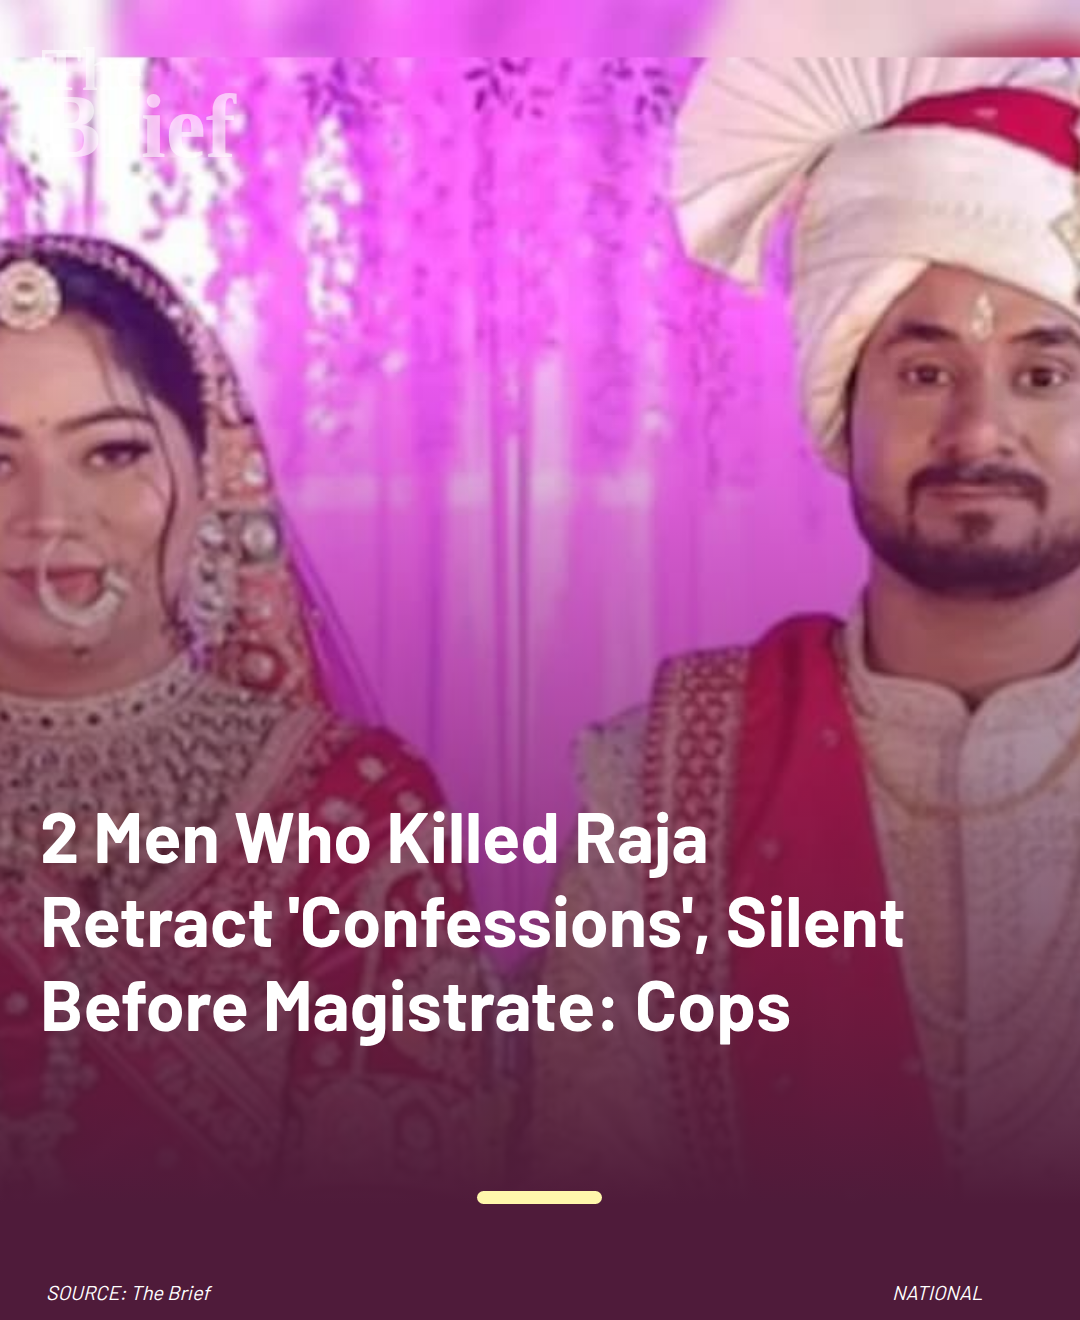 The
Brief
2 Men Who Killed Raja
Retract 'Confessions', Silent
Before Magistrate: Cops
SOURCE: The Brief
NATIONAL